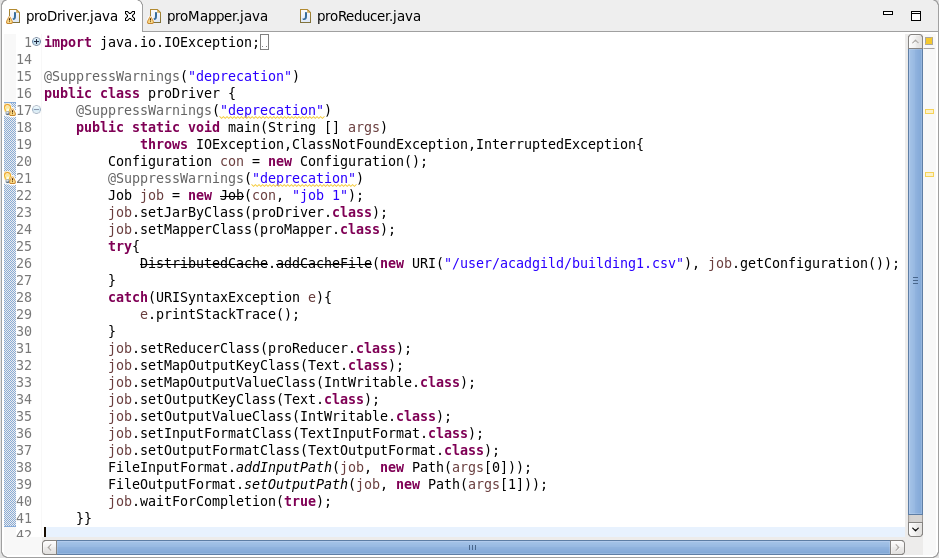 proDriver.java proMapper.java proReducer.java
1 import java.io.IOException;
14
15 @SuppressWarnings("deprecation")
16 public class proDriver {
17 @SuppressWarnings("deprecation")
18 public static void main(String [] args)
19 throws IOException,ClassNotFoundException,InterruptedException{
20 Configuration con = new Configuration();
21 @SuppressWarnings("deprecation")
22 Job job = new Job(con, "job 1");
23 job.setJarByClass(proDriver.class);
24 job.setMapperClass(proMapper.class);
25 try{
26 DistributedCache.addCacheFile(new URI("/user/acadgild/building1.csv"), job.getConfiguration());
27 }
28 catch(URISyntaxException e){
29 e.printStackTrace();
30 }
31 job.setReducerClass(proReducer.class);
32 job.setMapOutputKeyClass(Text.class);
33 job.setMapOutputValueClass(IntWritable.class);
34 job.setOutputKeyClass(Text.class);
35 job.setOutputValueClass(IntWritable.class);
36 job.setInputFormatClass(TextInputFormat.class);
37 job.setOutputFormatClass(TextOutputFormat.class);
38 FileInputFormat.addInputPath(job, new Path(args[0]));
39 FileOutputFormat.setOutputPath(job, new Path(args[1]));
40 job.waitForCompletion(true);
41 }}
42